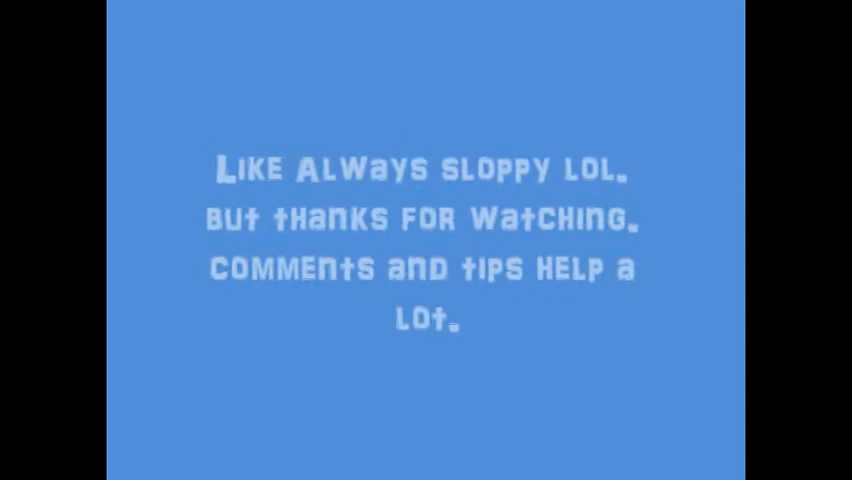 Like Always sloppy lol.
but thanks for watching.
comments and tips help a
lot.